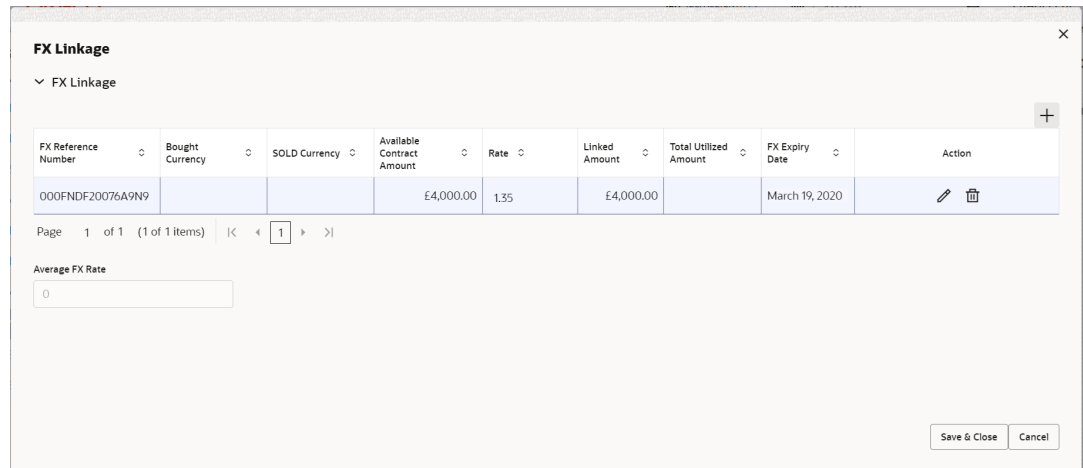 FX Linkage
FX Linkage
FX Reference Number
Bought Currency
SOLD Currency
Available Contract Amount
Rate
Linked Amount
Total Utilized Amount
FX Expiry Date
Action
000FNDF20076A9N9
£4,000.00
1.35
£4,000.00
March 19, 2020
Page 1 of 1 (1 of 1 items) 1
Average FX Rate
0
Save & Close
Cancel